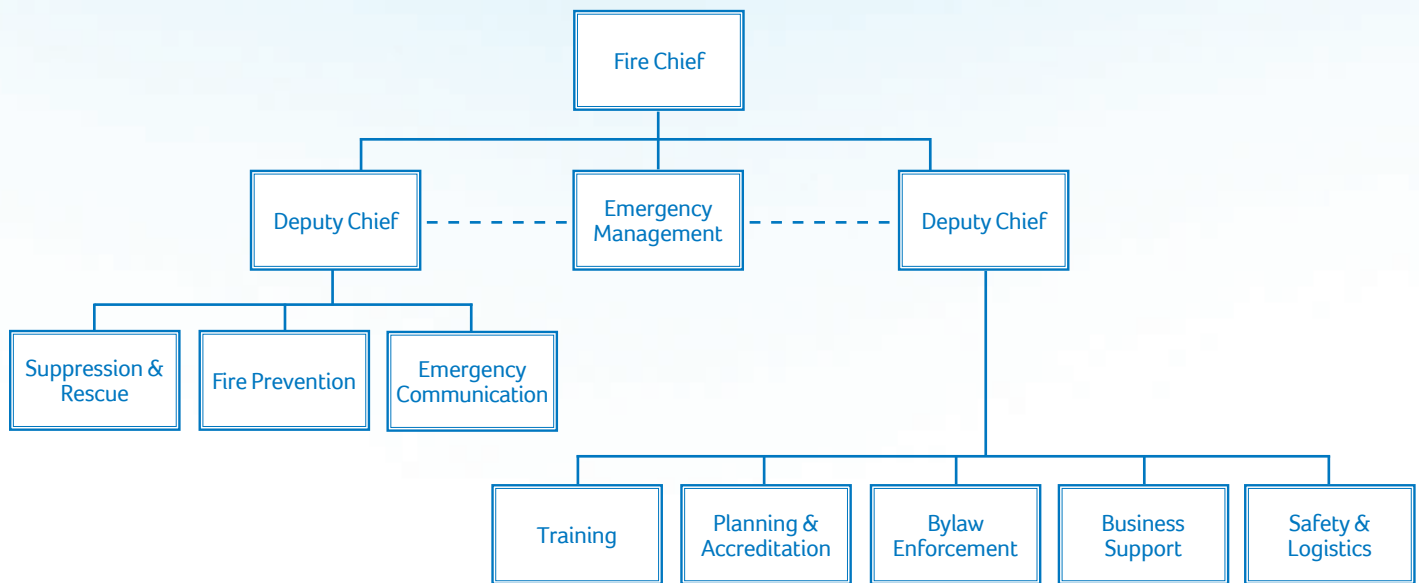 Fire Chief
Deputy Chief
Emergency
Management
Deputy Chief
Suppression &
Rescue
Fire Prevention
Emergency
Communication
Training
Planning &
Accreditation
Bylaw
Enforcement
Business
Support
Safety &
Logistics